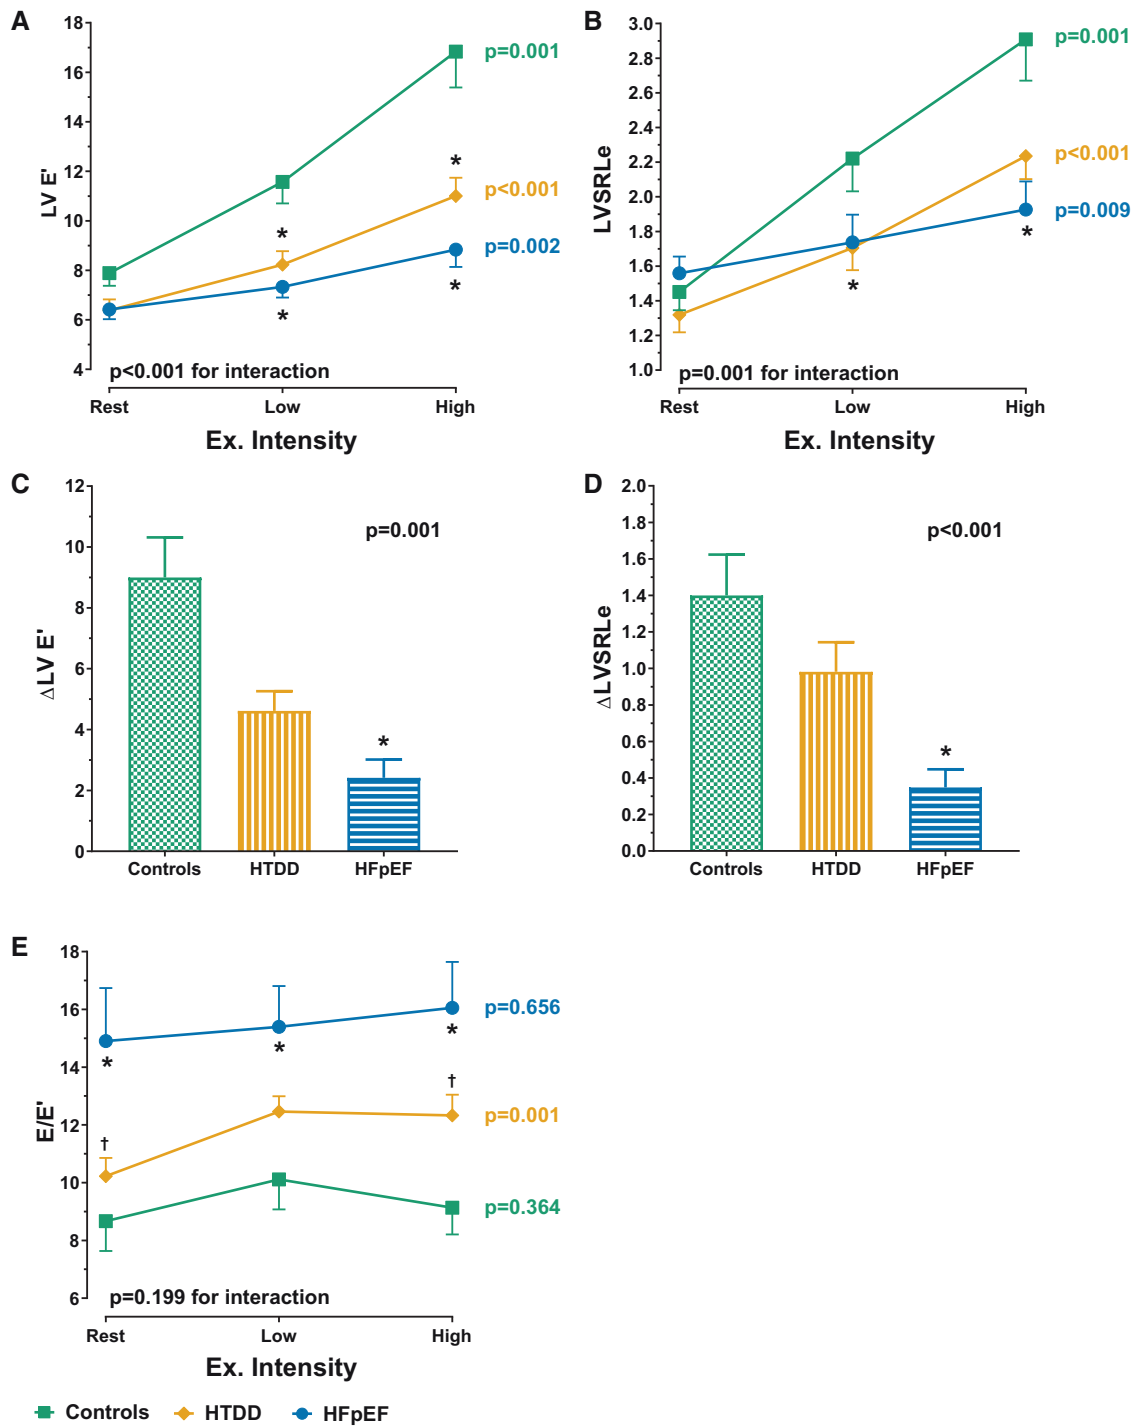 A
LV E'
18
16
14
12
10
8
6
4
p=0.001
*
p<0.001
*
p=0.002
*
*
p<0.001 for interaction
Rest Low High
Ex. Intensity
B
LVSRLe
3.0
2.8
2.6
2.4
2.2
2.0
1.8
1.6
1.4
1.2
1.0
p=0.001
p<0.001
p=0.009
*
*
p=0.001 for interaction
Rest Low High
Ex. Intensity
C
ΔLV E'
12
10
8
6
4
2
0
p=0.001
*
Controls HTDD HFpEF
D
ΔLVSRLe
2.0
1.8
1.6
1.4
1.2
1.0
0.8
0.6
0.4
0.2
0.0
p<0.001
*
Controls HTDD HFpEF
E
E/E'
18
16
14
12
10
8
6
p=0.656
* * *
†
p=0.001
†
p=0.364
p=0.199 for interaction
Rest Low High
Ex. Intensity
Controls HTDD HFpEF